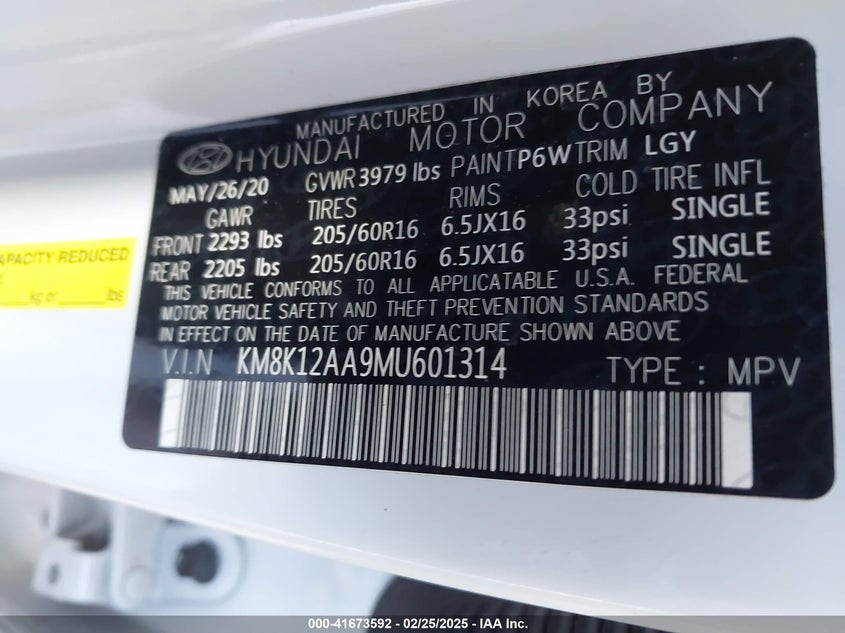 MANUFACTURED IN KOREA BY
HYUNDAI MOTOR COMPANY
MAY/26/20 GVWR 3979 lbs PAINT P6W TRIM LGY
GAWR TIRES RIMS COLD TIRE INFL
FRONT 2293 lbs 205/60R16 6.5JX16 33psi SINGLE
REAR 2205 lbs 205/60R16 6.5JX16 33psi SINGLE
THIS VEHICLE CONFORMS TO ALL APPLICATABLE U.S.A. FEDERAL
MOTOR VEHICLE SAFETY AND THEFT PREVENTION STANDARDS
IN EFFECT ON THE DATE OF MANUFACTURE SHOWN ABOVE
V.I.N KM8K12AA9MU601314 TYPE : MPV
CAPACITY REDUCED
kg or lbs
000-41673592 / 02/25/2025 / COPYRIGHT IAA, LLC